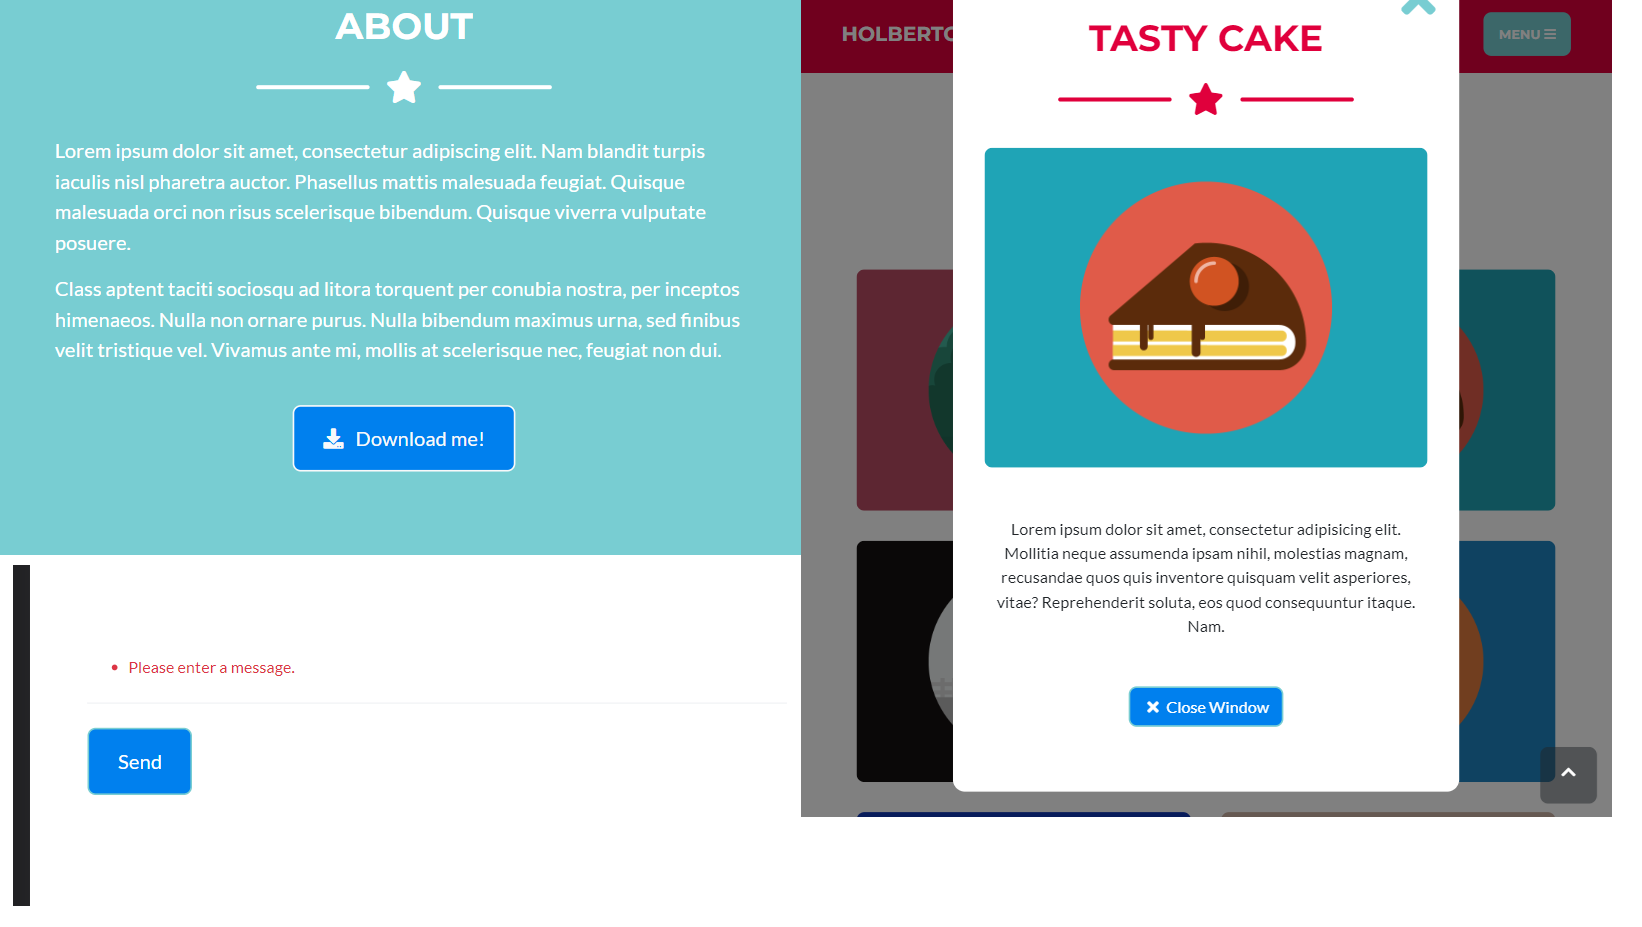 ABOUT
Lorem ipsum dolor sit amet, consectetur adipiscing elit. Nam blandit turpis
iaculis nisl pharetra auctor. Phasellus mattis malesuada feugiat. Quisque
malesuada orci non risus scelerisque bibendum. Quisque viverra vulputate
posuere.
Class aptent taciti sociosqu ad litora torquent per conubia nostra, per inceptos
himenaeos. Nulla non ornare purus. Nulla bibendum maximus urna, sed finibus
velit tristique vel. Vivamus ante mi, mollis at scelerisque nec, feugiat non dui.
Download me!
Please enter a message.
Send
HOLBERTO
MENU
TASTY CAKE
Lorem ipsum dolor sit amet, consectetur adipisicing elit.
Mollitia neque assumenda ipsam nihil, molestias magnam,
recusandae quos quis inventore quisquam velit asperiores,
vitae? Reprehenderit soluta, eos quod consequuntur itaque.
Nam.
Close Window